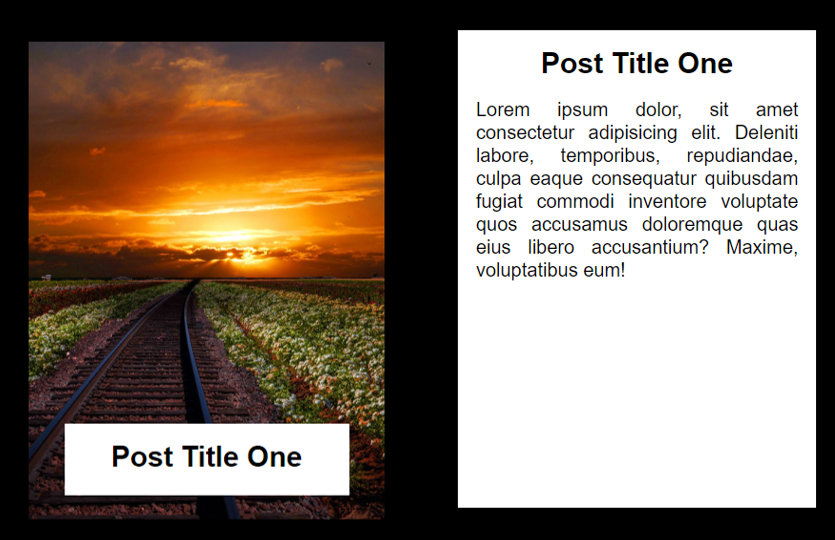 Post Title One
Post Title One
Lorem ipsum dolor, sit amet
consectetur adipisicing elit. Deleniti
labore, temporibus, repudiandae,
culpa eaque consequatur quibusdam
fugiat commodi inventore voluptate
quos accusamus doloremque quas
eius libero accusantium? Maxime,
voluptatibus eum!